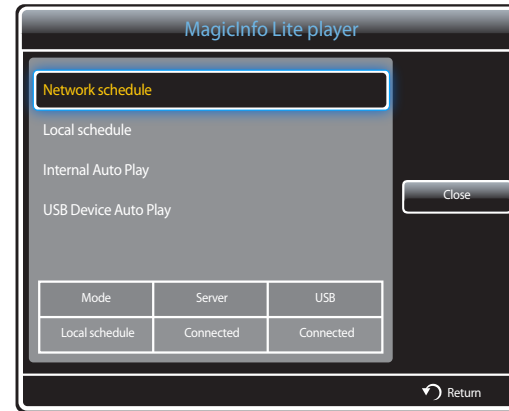 MagicInfo Lite player
Network schedule
Local schedule
Internal Auto Play
USB Device Auto Play
Close
Mode Server USB
Local schedule Connected Connected
Return